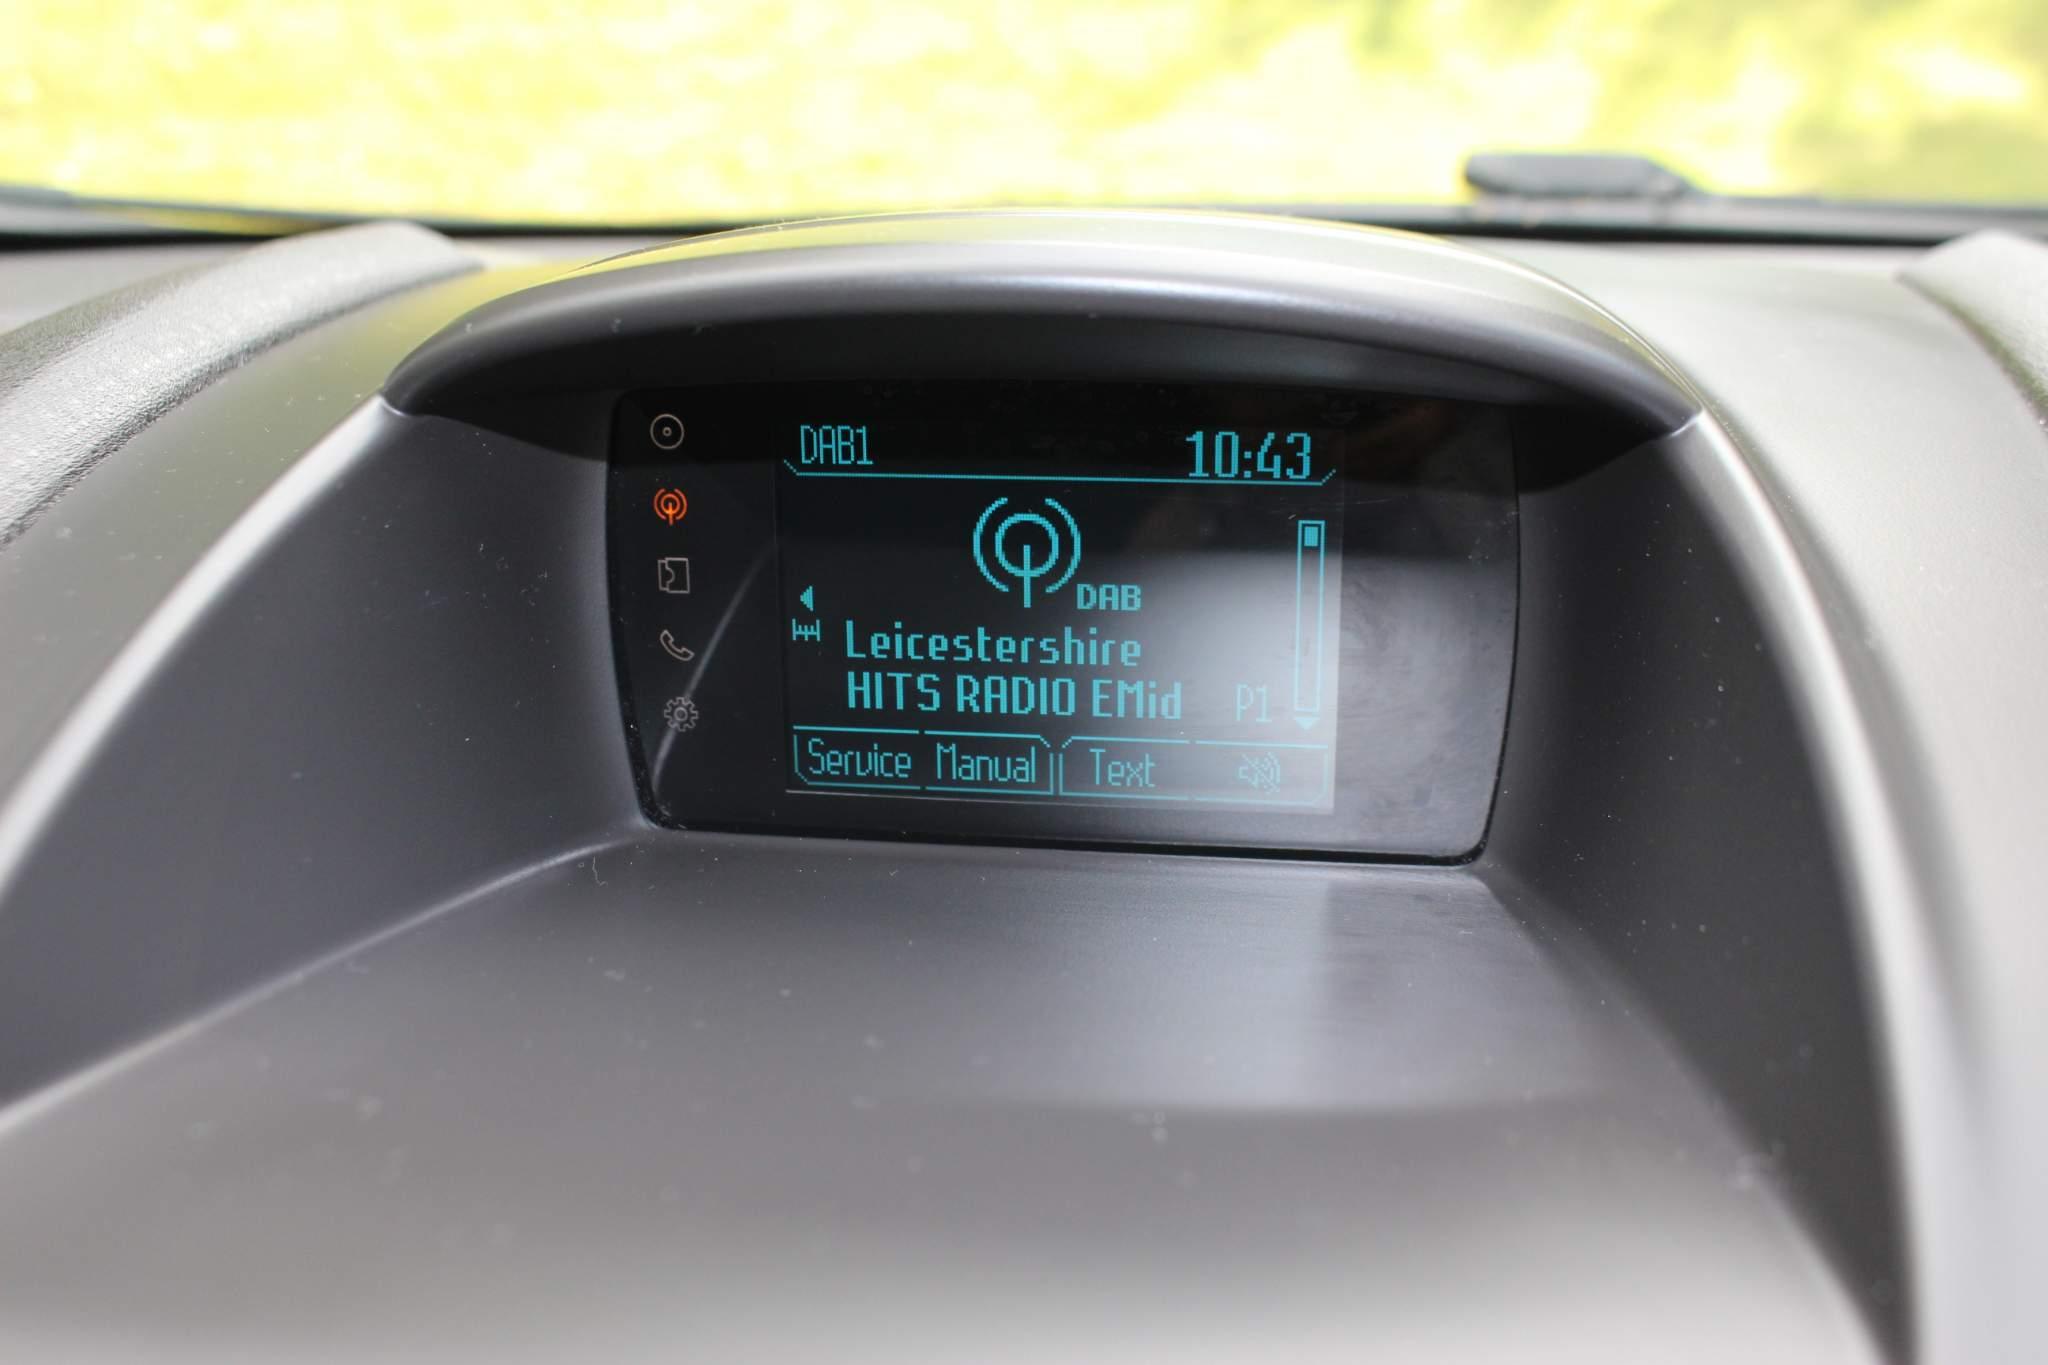 DAB1 10:43
DAB
Leicestershire
HITS RADIO EMid P1
Service Manual Text